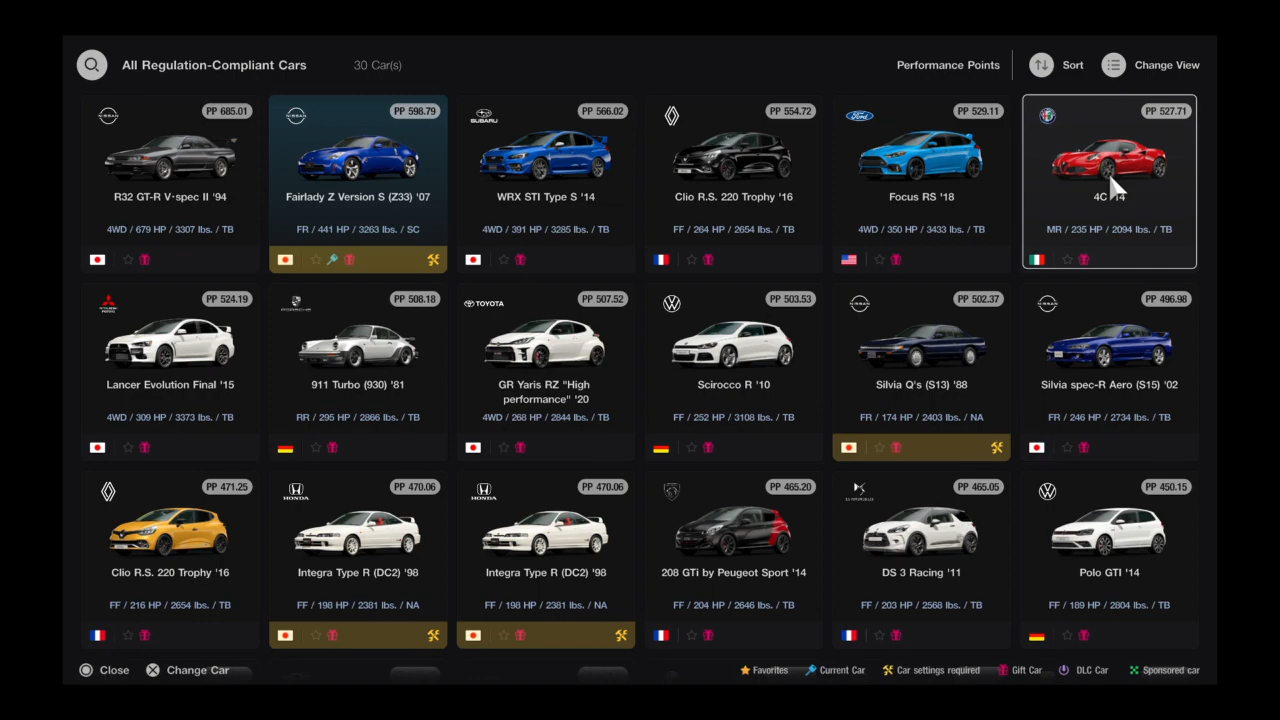 All Regulation-Compliant Cars 30 Car(s) Performance Points Sort Change View
NISSAN PP 685.01
R32 GT-R V·spec II '94
4WD / 679 HP / 3307 lbs. / TB
NISSAN PP 598.79
Fairlady Z Version S (Z33) '07
FR / 441 HP / 3263 lbs. / SC
SUBARU PP 566.02
WRX STI Type S '14
4WD / 391 HP / 3285 lbs. / TB
PP 554.72
Clio R.S. 220 Trophy '16
FF / 264 HP / 2654 lbs. / TB
Ford PP 529.11
Focus RS '18
4WD / 350 HP / 3433 lbs. / TB
PP 527.71
4C '14
MR / 235 HP / 2094 lbs. / TB
PP 524.19
Lancer Evolution Final '15
4WD / 309 HP / 3373 lbs. / TB
PORSCHE PP 508.18
911 Turbo (930) '81
RR / 295 HP / 2866 lbs. / TB
TOYOTA PP 507.52
GR Yaris RZ "High
performance" '20
4WD / 268 HP / 2844 lbs. / TB
PP 503.53
Scirocco R '10
FF / 252 HP / 3108 lbs. / TB
NISSAN PP 502.37
Silvia Q's (S13) '88
FR / 174 HP / 2403 lbs. / NA
NISSAN PP 496.98
Silvia spec-R Aero (S15) '02
FR / 246 HP / 2734 lbs. / TB
PP 471.25
Clio R.S. 220 Trophy '16
FF / 216 HP / 2654 lbs. / TB
HONDA PP 470.06
Integra Type R (DC2) '98
FF / 198 HP / 2381 lbs. / NA
HONDA PP 470.06
Integra Type R (DC2) '98
FF / 198 HP / 2381 lbs. / NA
PP 465.20
208 GTi by Peugeot Sport '14
FF / 204 HP / 2646 lbs. / TB
PP 465.05
DS 3 Racing '11
FF / 203 HP / 2568 lbs. / TB
PP 450.15
Polo GTI '14
FF / 189 HP / 2804 lbs. / TB
Close Change Car Favorites Current Car Car settings required Gift Car DLC Car Sponsored car